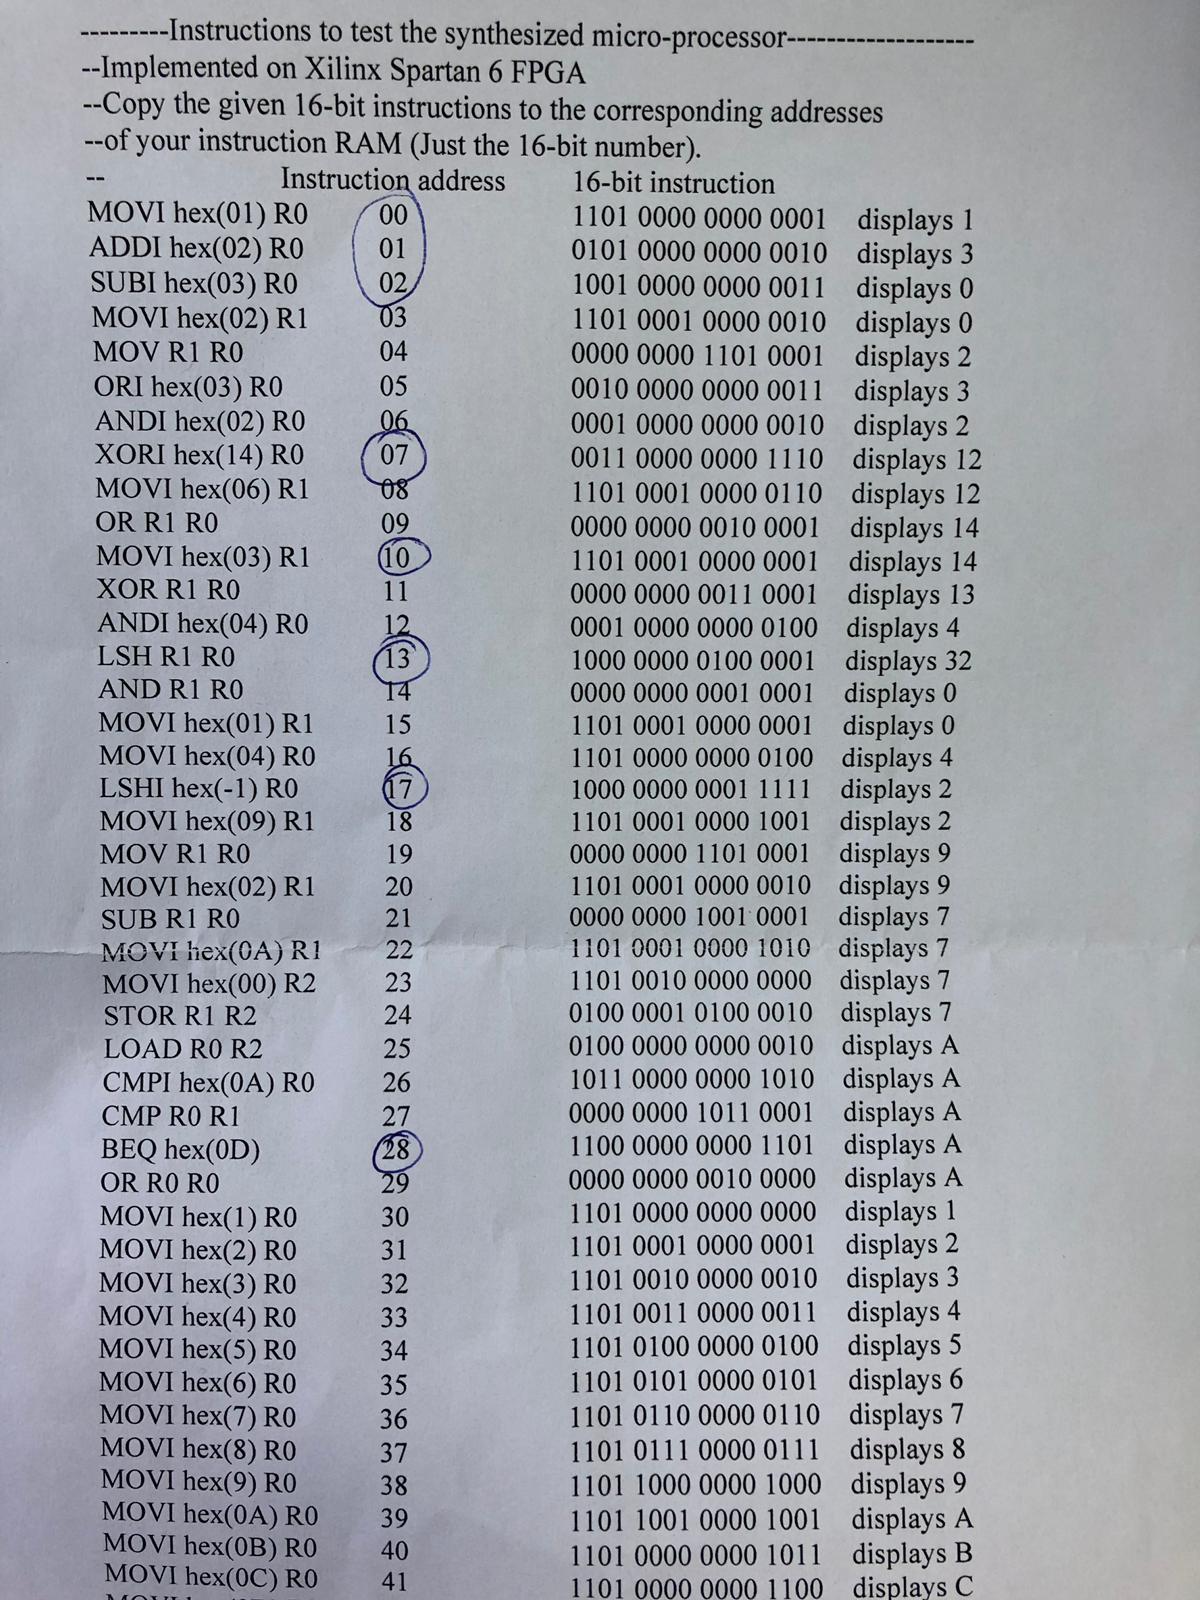 ---------Instructions to test the synthesized micro-processor-------------------
--Implemented on Xilinx Spartan 6 FPGA
--Copy the given 16-bit instructions to the corresponding addresses
--of your instruction RAM (Just the 16-bit number).
-- Instruction address 16-bit instruction
MOVI hex(01) R0 00 1101 0000 0000 0001 displays 1
ADDI hex(02) R0 01 0101 0000 0000 0010 displays 3
SUBI hex(03) R0 02 1001 0000 0000 0011 displays 0
MOVI hex(02) R1 03 1101 0001 0000 0010 displays 0
MOV R1 R0 04 0000 0000 1101 0001 displays 2
ORI hex(03) R0 05 0010 0000 0000 0011 displays 3
ANDI hex(02) R0 06 0001 0000 0000 0010 displays 2
XORI hex(14) R0 07 0011 0000 0000 1110 displays 12
MOVI hex(06) R1 08 1101 0001 0000 0110 displays 12
OR R1 R0 09 0000 0000 0010 0001 displays 14
MOVI hex(03) R1 10 1101 0001 0000 0001 displays 14
XOR R1 R0 11 0000 0000 0011 0001 displays 13
ANDI hex(04) R0 12 0001 0000 0000 0100 displays 4
LSH R1 R0 13 1000 0000 0100 0001 displays 32
AND R1 R0 14 0000 0000 0001 0001 displays 0
MOVI hex(01) R1 15 1101 0001 0000 0001 displays 0
MOVI hex(04) R0 16 1101 0000 0000 0100 displays 4
LSHI hex(-1) R0 17 1000 0000 0001 1111 displays 2
MOVI hex(09) R1 18 1101 0001 0000 1001 displays 2
MOV R1 R0 19 0000 0000 1101 0001 displays 9
MOVI hex(02) R1 20 1101 0001 0000 0010 displays 9
SUB R1 R0 21 0000 0000 1001 0001 displays 7
MOVI hex(0A) R1 22 1101 0001 0000 1010 displays 7
MOVI hex(00) R2 23 1101 0010 0000 0000 displays 7
STOR R1 R2 24 0100 0001 0100 0010 displays 7
LOAD R0 R2 25 0100 0000 0000 0010 displays A
CMPI hex(0A) R0 26 1011 0000 0000 1010 displays A
CMP R0 R1 27 0000 0000 1011 0001 displays A
BEQ hex(0D) 28 1100 0000 0000 1101 displays A
OR R0 R0 29 0000 0000 0010 0000 displays A
MOVI hex(1) R0 30 1101 0000 0000 0000 displays 1
MOVI hex(2) R0 31 1101 0001 0000 0001 displays 2
MOVI hex(3) R0 32 1101 0010 0000 0010 displays 3
MOVI hex(4) R0 33 1101 0011 0000 0011 displays 4
MOVI hex(5) R0 34 1101 0100 0000 0100 displays 5
MOVI hex(6) R0 35 1101 0101 0000 0101 displays 6
MOVI hex(7) R0 36 1101 0110 0000 0110 displays 7
MOVI hex(8) R0 37 1101 0111 0000 0111 displays 8
MOVI hex(9) R0 38 1101 1000 0000 1000 displays 9
MOVI hex(0A) R0 39 1101 1001 0000 1001 displays A
MOVI hex(0B) R0 40 1101 0000 0000 1011 displays B
MOVI hex(0C) R0 41 1101 0000 0000 1100 displays C